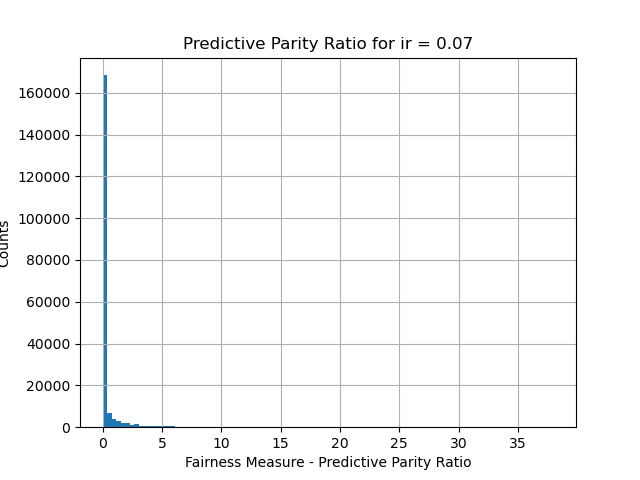 Predictive Parity Ratio for ir = 0.07
160000
140000
120000
100000
80000
60000
40000
20000
0
Counts
0 5 10 15 20 25 30 35
Fairness Measure - Predictive Parity Ratio